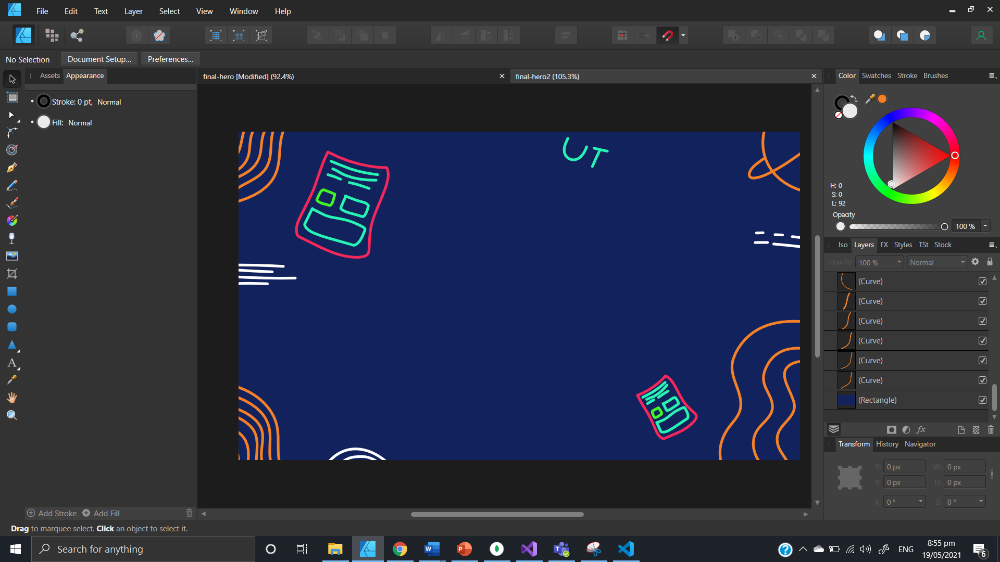 File Edit Text Layer Select View Window Help
No Selection Document Setup... Preferences...
Assets Appearance
final-hero [Modified] (92.4%)
final-hero2 (105.3%)
Color Swatches Stroke Brushes
Stroke: 0 pt, Normal
Fill: Normal
UT
H: 0
S: 0
L: 92
Opacity
100 %
Iso Layers FX Styles TSt Stock
Opacity: 100 % Normal
(Curve)
(Curve)
(Curve)
(Curve)
(Curve)
(Curve)
(Rectangle)
Transform History Navigator
X: 0 px W: 0 px
Y: 0 px H: 0 px
R: 0 ° S: 0 °
Add Stroke Add Fill
Drag to marquee select. Click an object to select it.
Search for anything
ENG
8:55 pm
19/05/2021
6